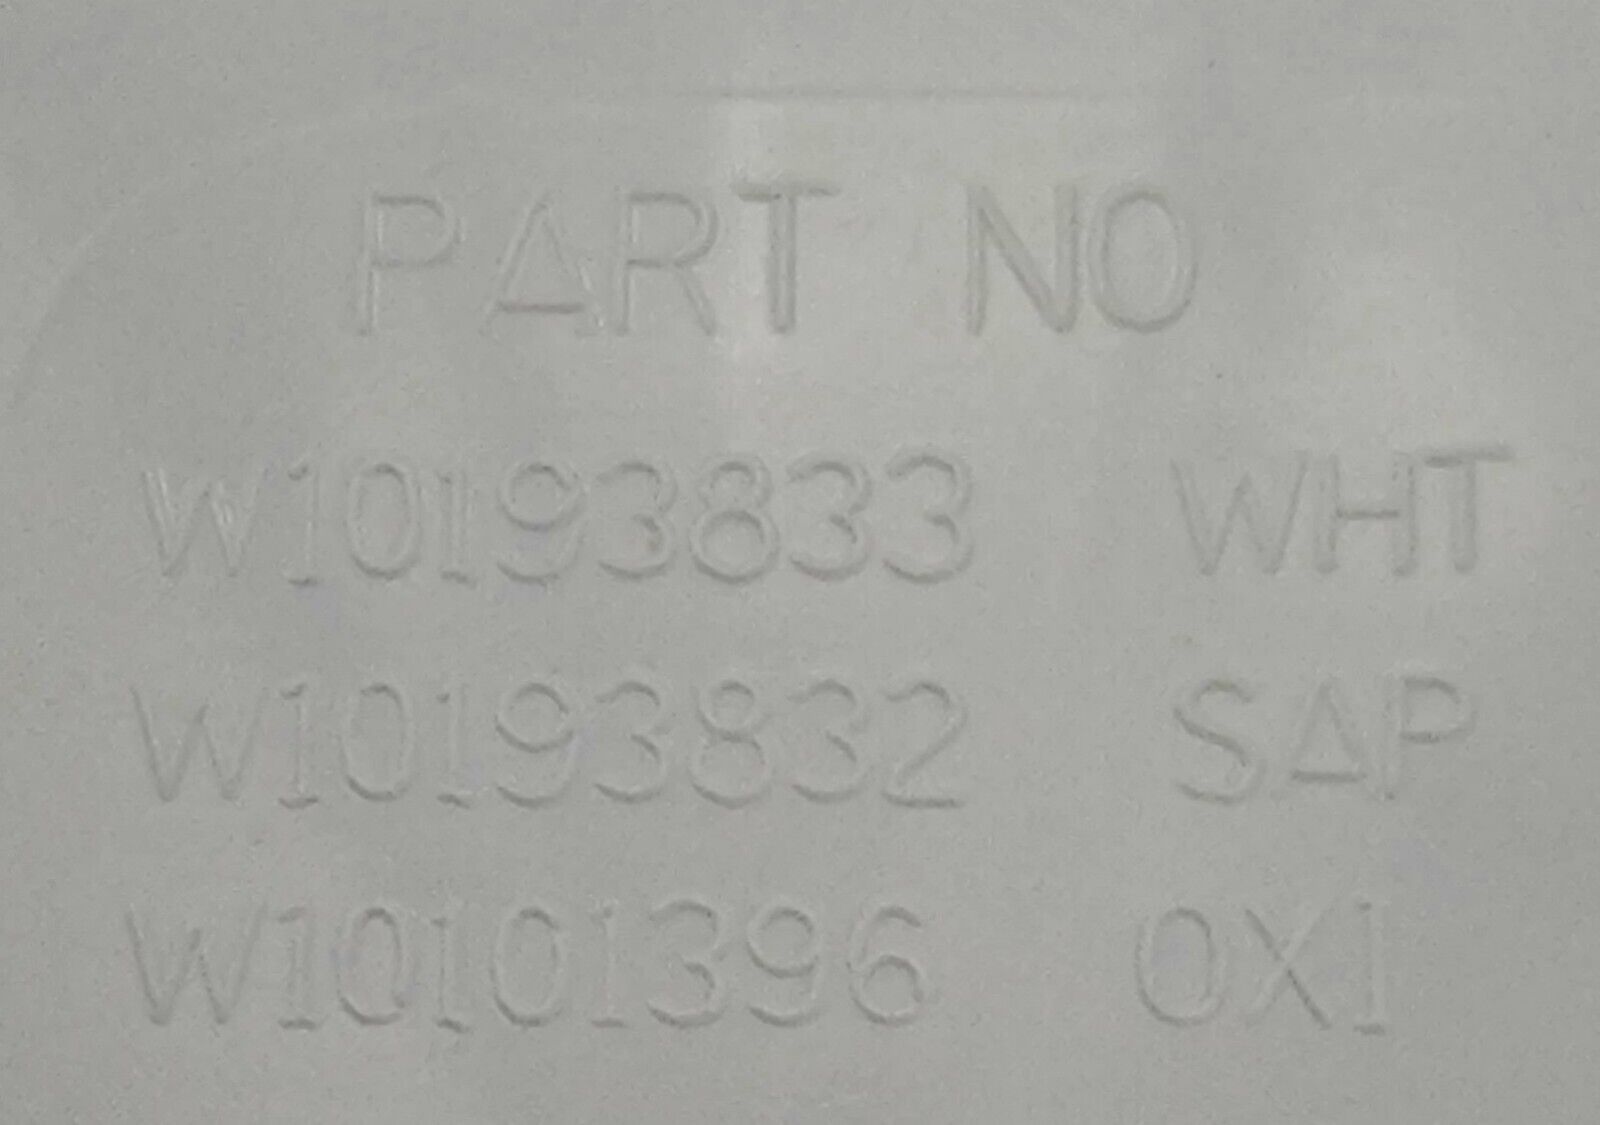 PART NO
W10193833 WHT
W10193832 SAP
W10101396 OXI